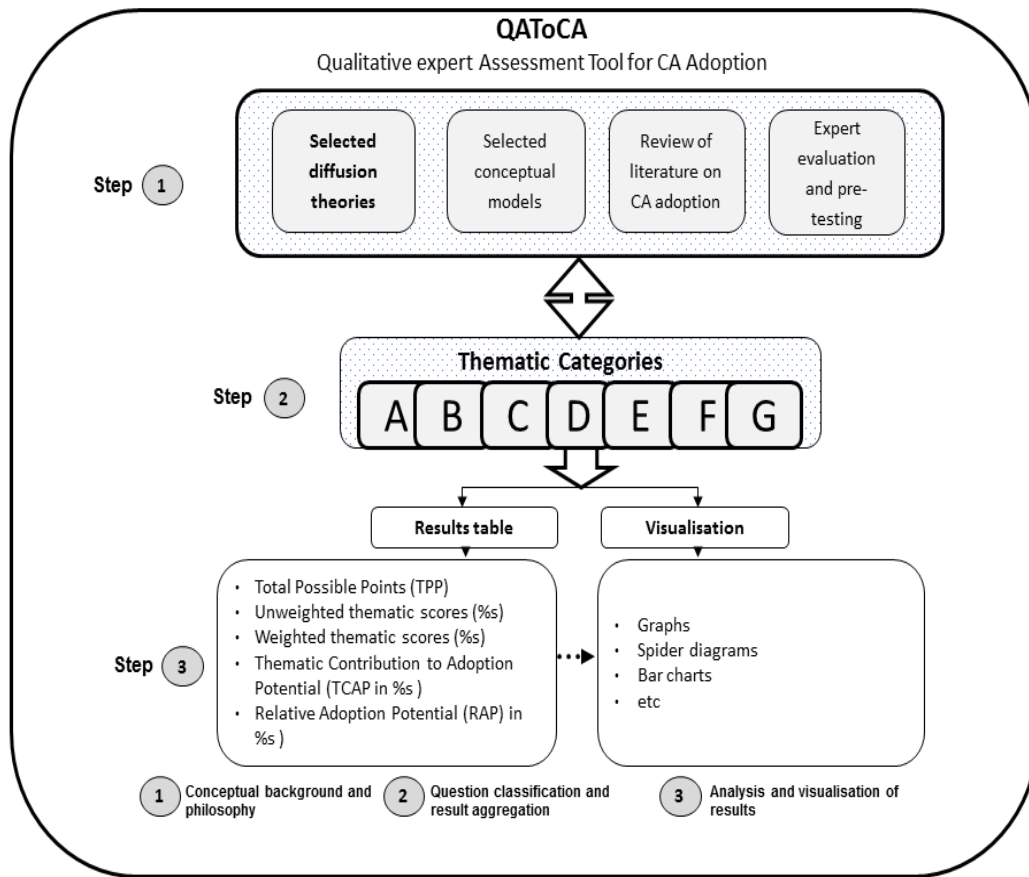 QAToCA
Qualitative expert Assessment Tool for CA Adoption
Step 1
Selected
diffusion
theories
Selected
conceptual
models
Review of
literature on
CA adoption
Expert
evaluation
and pre-
testing
Thematic Categories
Step 2
A B C D E F G
Results table
Visualisation
Step 3
• Total Possible Points (TPP)
• Unweighted thematic scores (%s)
• Weighted thematic scores (%s)
• Thematic Contribution to Adoption
Potential (TCAP in %s )
• Relative Adoption Potential (RAP) in
%s )
• Graphs
• Spider diagrams
• Bar charts
• etc
1 Conceptual background and
philosophy
2 Question classification and
result aggregation
3 Analysis and visualisation of
results